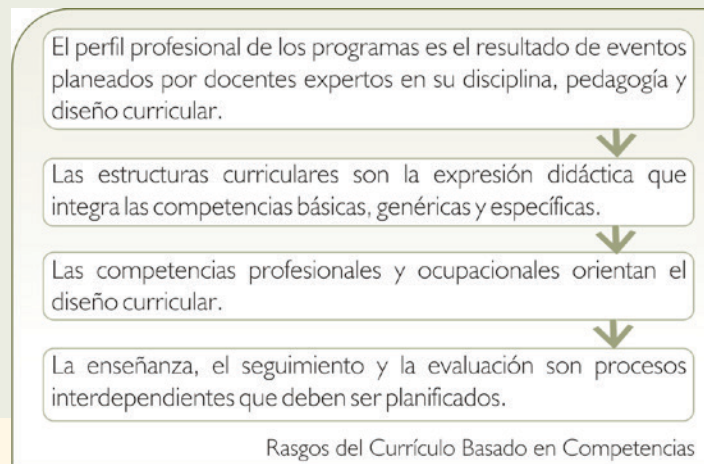 El perfil profesional de los programas es el resultado de eventos
planeados por docentes expertos en su disciplina, pedagogía y
diseño curricular.
Las estructuras curriculares son la expresión didáctica que
integra las competencias básicas, genéricas y específicas.
Las competencias profesionales y ocupacionales orientan el
diseño curricular.
La enseñanza, el seguimiento y la evaluación son procesos
interdependientes que deben ser planificados.
Rasgos del Currículo Basado en Competencias